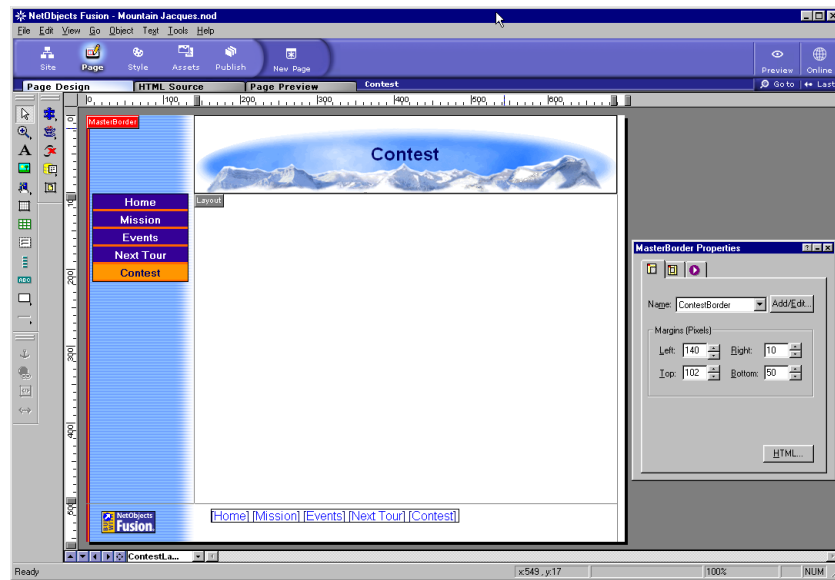 NetObjects Fusion - Mountain Jacques.nod
File Edit View Go Object Text Tools Help
Site Page Style Assets Publish New Page Preview Online
Page Design HTML Source Page Preview Contest Go to Last
0 100 200 300 400 500 600
MasterBorder
Contest
Layout
Home
Mission
Events
Next Tour
Contest
0
100
200
300
400
500
MasterBorder Properties
Name: ContestBorder Add/Edit...
Margins (Pixels)
Left: 140 Right: 10
Top: 102 Bottom: 50
HTML...
NetObjects
Fusion
[Home] [Mission] [Events] [Next Tour] [Contest]
ContestLa...
Ready x:549 , y:17 100% NUM